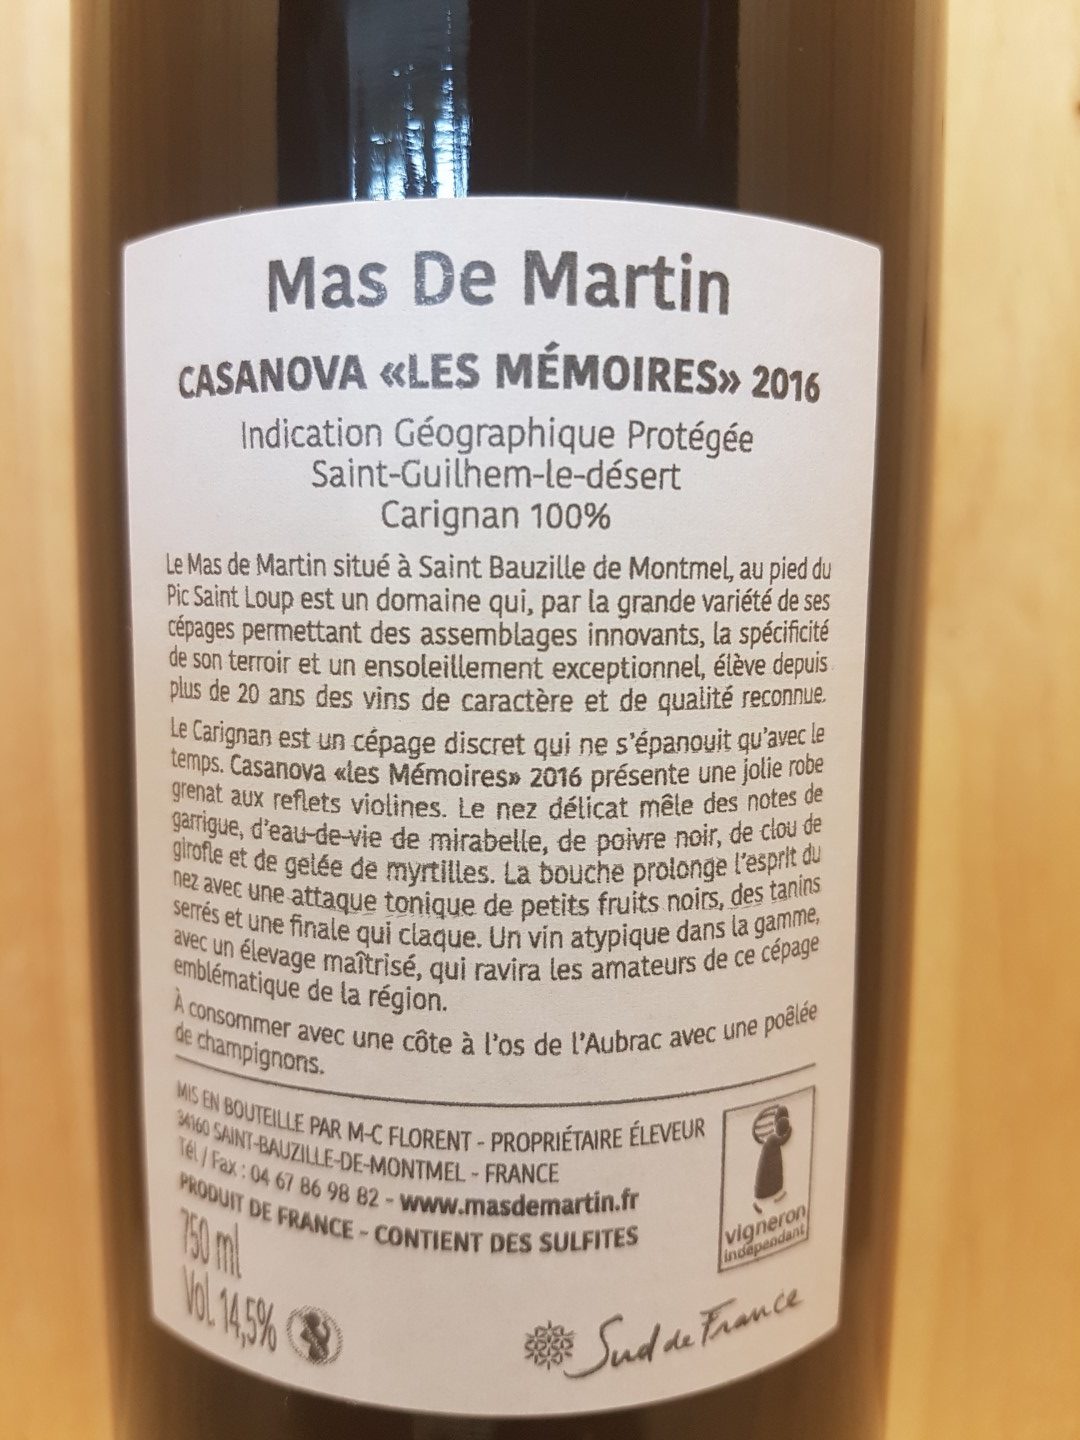 Mas De Martin
CASANOVA «LES MÉMOIRES» 2016
Indication Géographique Protégée
Saint-Guilhem-le-désert
Carignan 100%
Le Mas de Martin situé à Saint Bauzille de Montmel, au pied du
Pic Saint Loup est un domaine qui, par la grande variété de ses
cépages permettant des assemblages innovants, la spécificité
de son terroir et un ensoleillement exceptionnel, élève depuis
plus de 20 ans des vins de caractère et de qualité reconnue.
Le Carignan est un cépage discret qui ne s'épanouit qu'avec le
temps. Casanova «les Mémoires» 2016 présente une jolie robe
grenat aux reflets violines. Le nez délicat mêle des notes de
garrigue, d'eau-de-vie de mirabelle, de poivre noir, de clou de
girofle et de gelée de myrtilles. La bouche prolonge l'esprit du
nez avec une attaque tonique de petits fruits noirs, des tanins
serrés et une finale qui claque. Un vin atypique dans la gamme,
avec un élevage maîtrisé, qui ravira les amateurs de ce cépage
emblématique de la région.
À consommer avec une côte à l'os de l'Aubrac avec une poêlée
de champignons.
MIS EN BOUTEILLE PAR M-C FLORENT - PROPRIÉTAIRE ÉLEVEUR
34160 SAINT-BAUZILLE-DE-MONTMEL - FRANCE
Tél / Fax : 04 67 86 98 82 - www.masdemartin.fr
PRODUIT DE FRANCE - CONTIENT DES SULFITES
750 ml
Vol. 14,5%
vigneron
indépendant
Sud de France